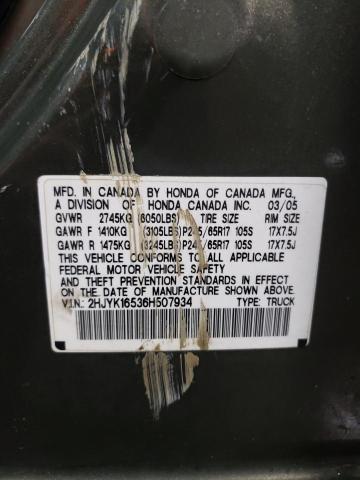 MFD. IN CANADA BY HONDA OF CANADA MFG.,
A DIVISION OF HONDA CANADA INC. 03/05
GVWR 2745KG (6050LBS) TIRE SIZE RIM SIZE
GAWR F 1410KG (3105LBS) P245/65R17 105S 17X7.5J
GAWR R 1475KG (3245LBS) P245/65R17 105S 17X7.5J
THIS VEHICLE CONFORMS TO ALL APPLICABLE
FEDERAL MOTOR VEHICLE SAFETY
AND THEFT PREVENTION STANDARDS IN EFFECT
ON THE DATE OF MANUFACTURE SHOWN ABOVE.
V.I.N: 2HJYK16536H507934 TYPE: TRUCK